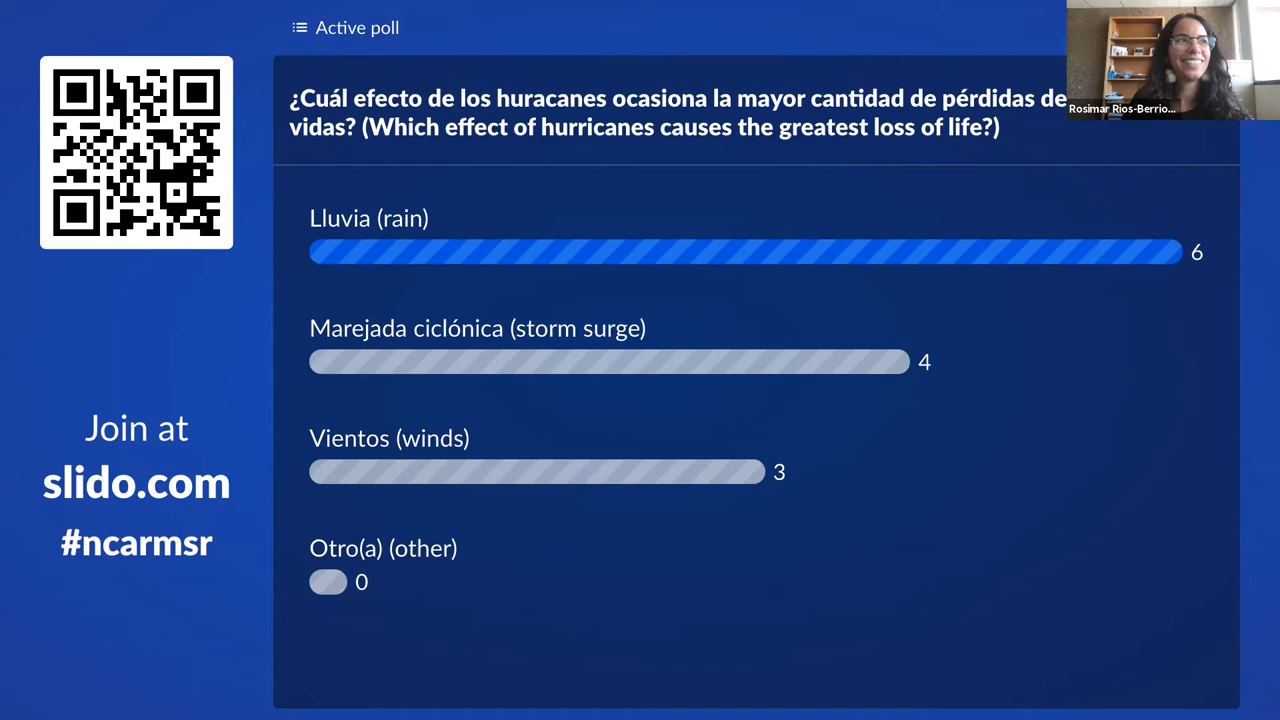 Active poll
¿Cuál efecto de los huracanes ocasiona la mayor cantidad de pérdidas de
vidas? (Which effect of hurricanes causes the greatest loss of life?)
Rosimar Rios-Berrio...
Lluvia (rain)
6
Marejada ciclónica (storm surge)
4
Vientos (winds)
3
Otro(a) (other)
0
Join at
slido.com
#ncarmsr